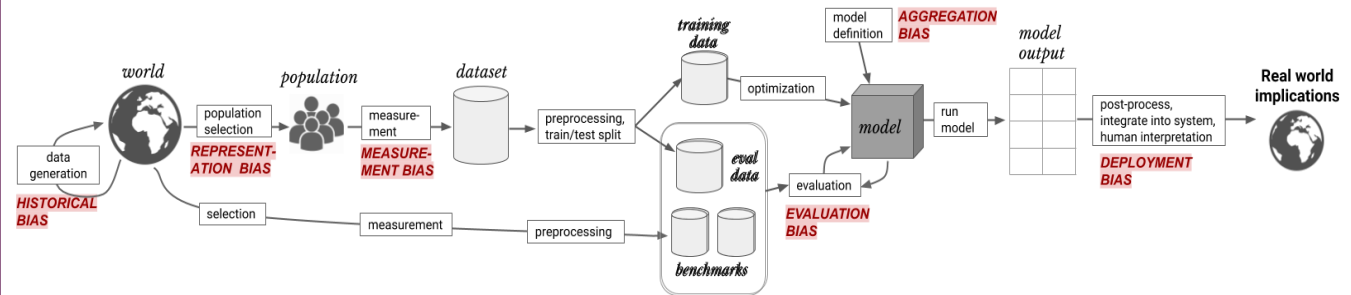 world
data
generation
HISTORICAL
BIAS
population
selection
REPRESENT-
ATION BIAS
population
measure-
ment
MEASURE-
MENT BIAS
dataset
preprocessing,
train/test split
training
data
optimization
eval
data
selection
measurement
preprocessing
benchmarks
model
definition
AGGREGATION
BIAS
model
evaluation
EVALUATION
BIAS
run
model
model
output
post-process,
integrate into system,
human interpretation
DEPLOYMENT
BIAS
Real world
implications